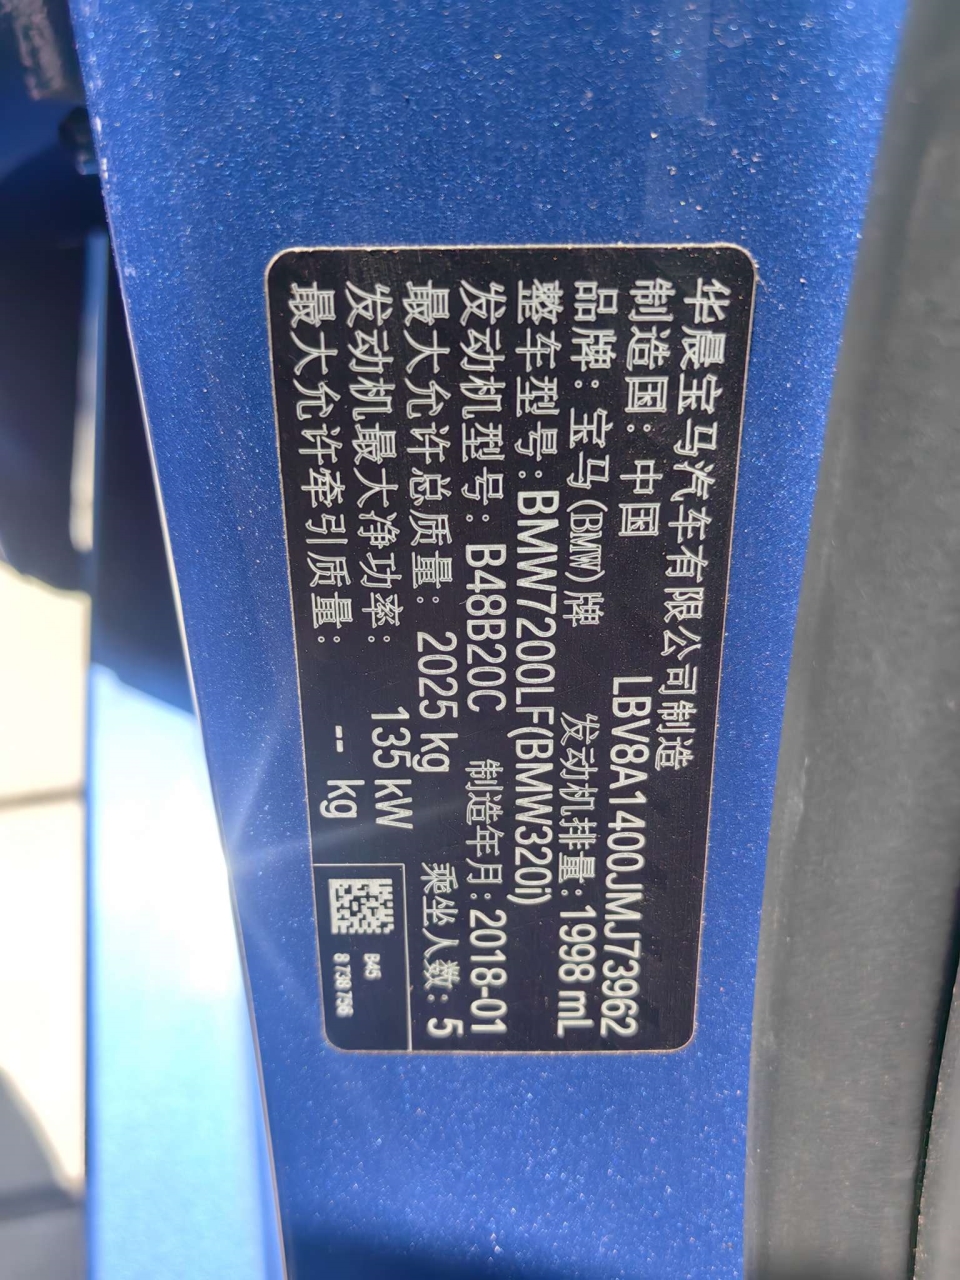 华晨宝马汽车有限公司制造
制造国：中国 LBV8A1400JMJ73962
品牌：宝马(BMW)牌 发动机排量：1998 mL
整车型号：BMW7200LF(BMW320i)
发动机型号：B48B20C 制造年月：2018-01
最大允许总质量：2025 kg 乘坐人数：5
发动机最大净功率：135 kW
最大允许牵引质量：-- kg
B45
8 738 756